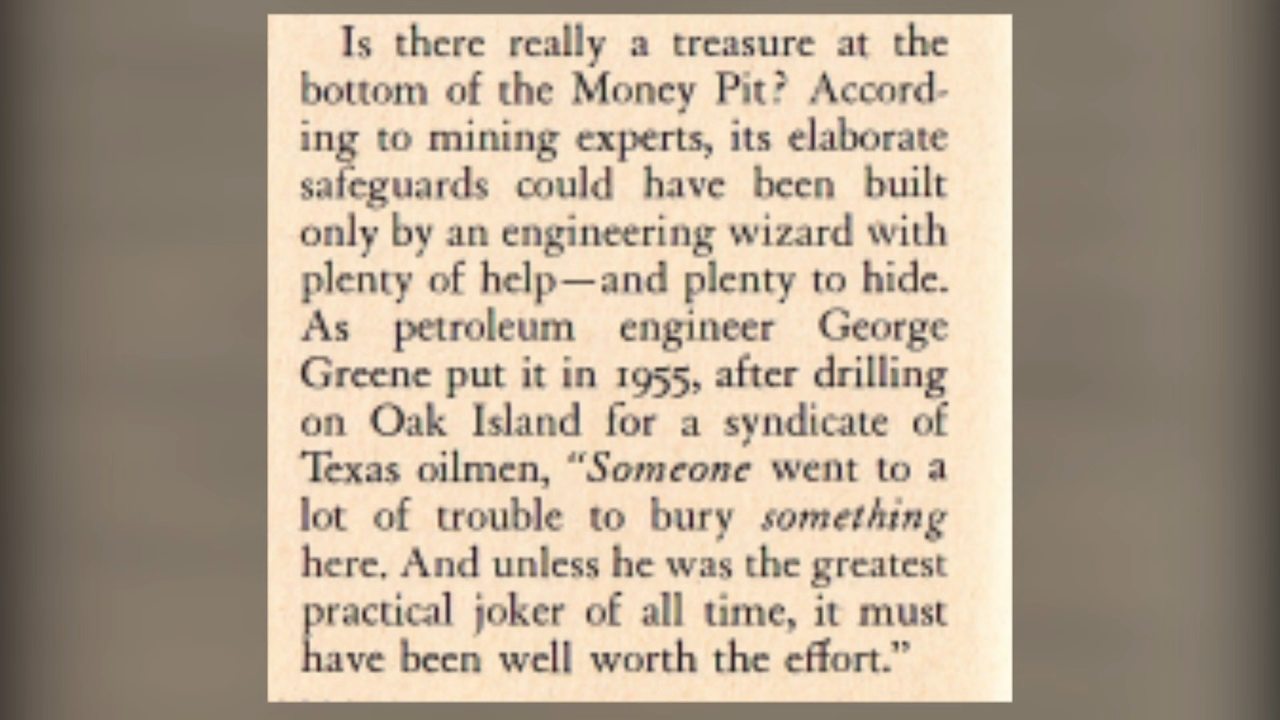 Is there really a treasure at the
bottom of the Money Pit? Accord-
ing to mining experts, its elaborate
safeguards could have been built
only by an engineering wizard with
plenty of help—and plenty to hide.
As petroleum engineer George
Greene put it in 1955, after drilling
on Oak Island for a syndicate of
Texas oilmen, “Someone went to a
lot of trouble to bury something
here. And unless he was the greatest
practical joker of all time, it must
have been well worth the effort.”